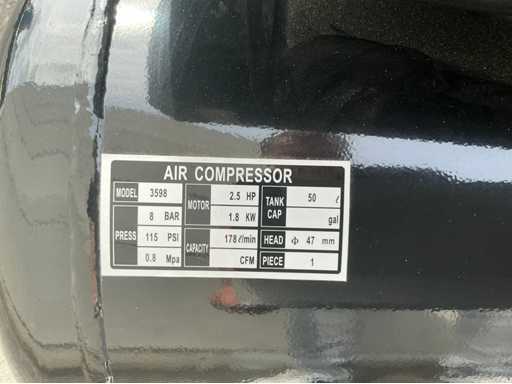 AIR COMPRESSOR
MODEL 3598 MOTOR 2.5 HP TANK CAP 50 ℓ
PRESS 8 BAR 1.8 KW gal
115 PSI CAPACITY 178 ℓ/min HEAD Φ 47 mm
0.8 Mpa CFM PIECE 1